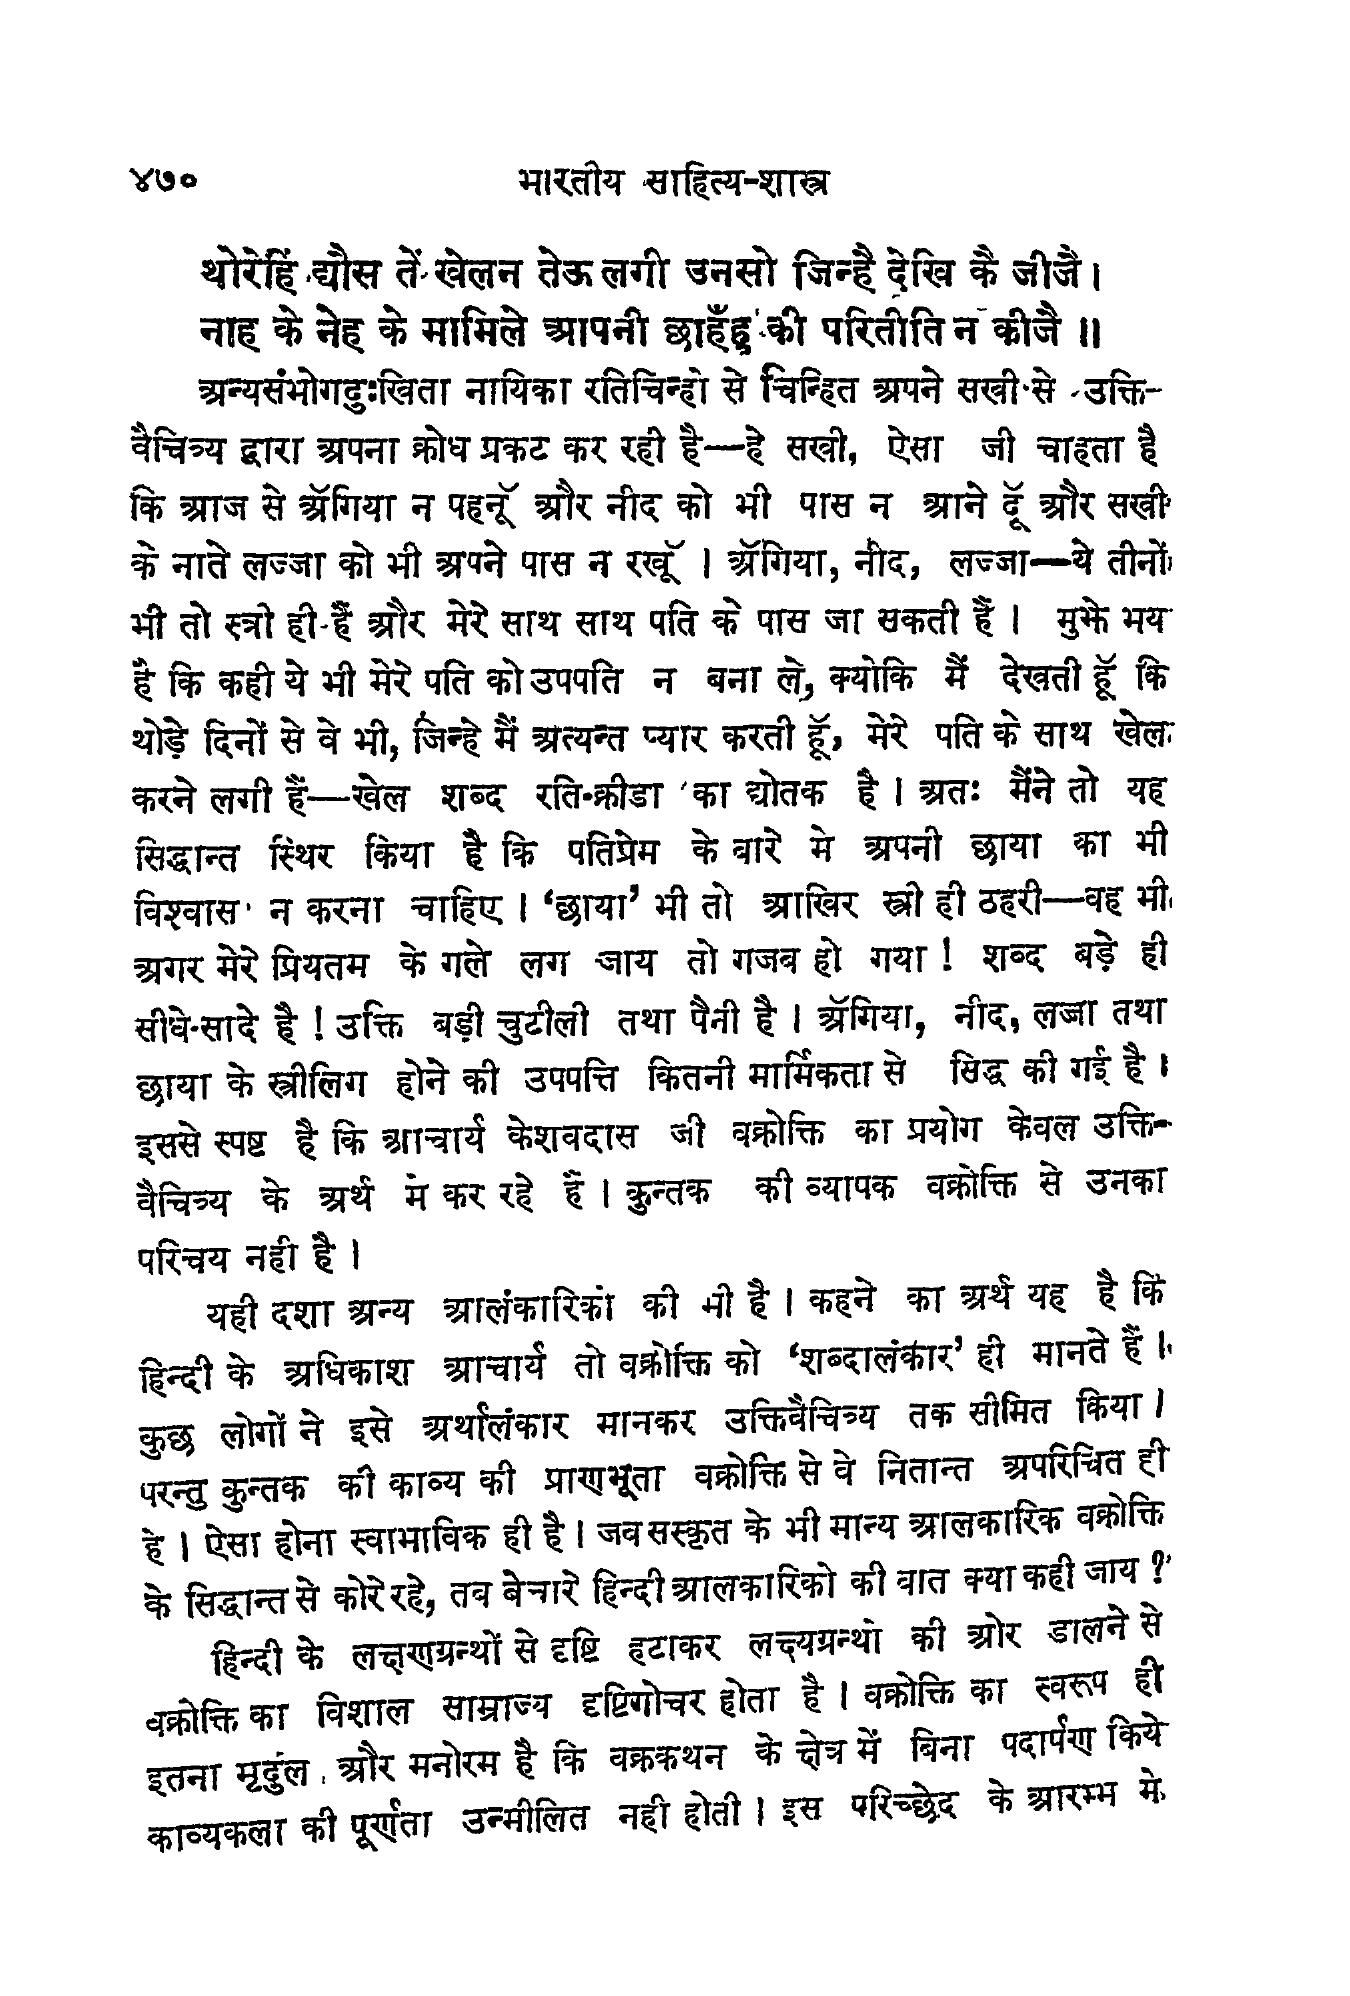 ४७० भारतीय साहित्य-शास्त्र
थोरेहिं द्यौस तें खेलन तेऊ लगी उनसो जिन्है देखि कै जीजै।
नाह के नेह के मामिले आपनी छाहँहु की परितीति न कीजै ॥
अन्यसंभोगदुःखिता नायिका रतिचिन्हो से चिन्हित अपने सखी से उक्ति-
वैचित्र्य द्वारा अपना क्रोध प्रकट कर रही है—हे सखी, ऐसा जी चाहता है
कि आज से अॅगिया न पहनूॅ और नीद को भी पास न आने दूॅ और सखी
के नाते लज्जा को भी अपने पास न रखूॅ । अॅगिया, नीद, लज्जा—ये तीनों
भी तो स्त्री ही हैं और मेरे साथ साथ पति के पास जा सकती हैं । मुझे भय
है कि कही ये भी मेरे पति को उपपति न बना ले, क्योकि मैं देखती हूॅ कि
थोड़े दिनों से वे भी, जिन्हे मैं अत्यन्त प्यार करती हूॅ, मेरे पति के साथ खेल
करने लगी हैं—खेल शब्द रति-क्रीडा का द्योतक है । अतः मैंने तो यह
सिद्धान्त स्थिर किया है कि पतिप्रेम के बारे मे अपनी छाया का भी
विश्वास न करना चाहिए । ‘छाया’ भी तो आखिर स्त्री ही ठहरी—वह भी
अगर मेरे प्रियतम के गले लग जाय तो गजब हो गया ! शब्द बड़े ही
सीधे-सादे है ! उक्ति बड़ी चुटीली तथा पैनी है । अॅगिया, नीद, लज्जा तथा
छाया के स्त्रीलिग होने की उपपत्ति कितनी मार्मिकता से सिद्ध की गई है ।
इससे स्पष्ट है कि आचार्य केशवदास जी वक्रोक्ति का प्रयोग केवल उक्ति-
वैचित्र्य के अर्थ मे कर रहे हैं । कुन्तक की व्यापक वक्रोक्ति से उनका
परिचय नही है ।
यही दशा अन्य आलंकारिको की भी है । कहने का अर्थ यह है कि
हिन्दी के अधिकाश आचार्य तो वक्रोक्ति को ‘शब्दालंकार’ ही मानते हैं ।
कुछ लोगों ने इसे अर्थालंकार मानकर उक्तिवैचित्र्य तक सीमित किया ।
परन्तु कुन्तक की काव्य की प्राणभूता वक्रोक्ति से वे नितान्त अपरिचित ही
हे । ऐसा होना स्वाभाविक ही है । जब सस्कृत के भी मान्य आलकारिक वक्रोक्ति
के सिद्धान्त से कोरे रहे, तब बेचारे हिन्दी आलकारिको की बात क्या कही जाय ?
हिन्दी के लक्षणग्रन्थों से दृष्टि हटाकर लक्ष्यग्रन्थो की ओर डालने से
वक्रोक्ति का विशाल साम्राज्य दृष्टिगोचर होता है । वक्रोक्ति का स्वरूप ही
इतना मृदुल और मनोरम है कि वक्रकथन के क्षेत्र में बिना पदार्पण किये
काव्यकला की पूर्णता उन्मीलित नही होती । इस परिच्छेद के आरम्भ मे